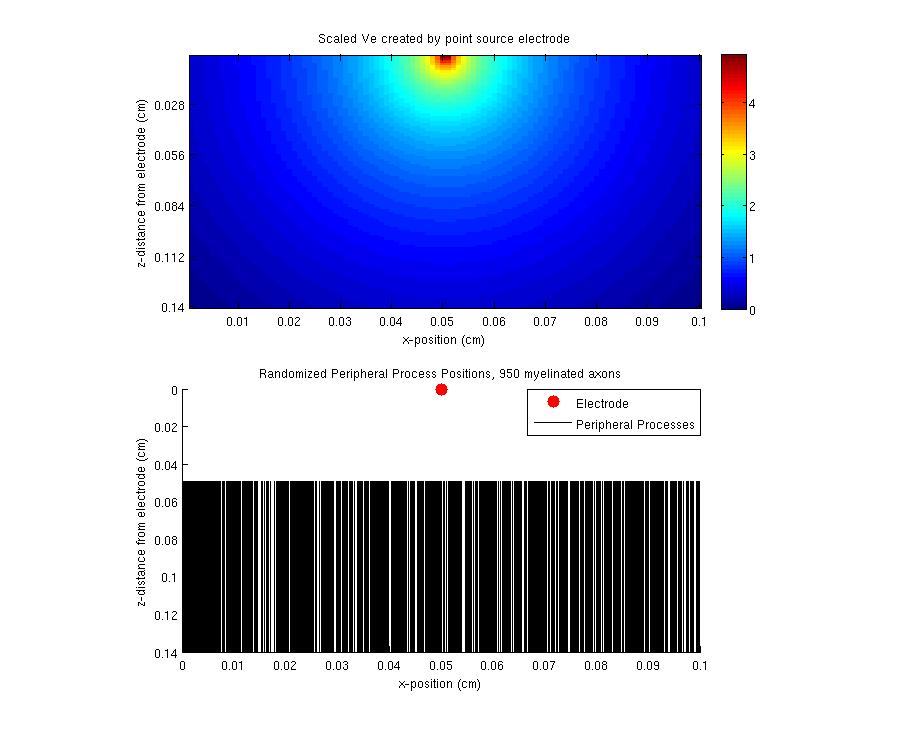 Scaled Ve created by point source electrode
z-distance from electrode (cm)
0.028
0.056
0.084
0.112
0.14
0.01 0.02 0.03 0.04 0.05 0.06 0.07 0.08 0.09 0.1
x-position (cm)
4
3
2
1
0
Randomized Peripheral Process Positions, 950 myelinated axons
z-distance from electrode (cm)
0
0.02
0.04
0.06
0.08
0.1
0.12
0.14
Electrode
Peripheral Processes
0 0.01 0.02 0.03 0.04 0.05 0.06 0.07 0.08 0.09 0.1
x-position (cm)